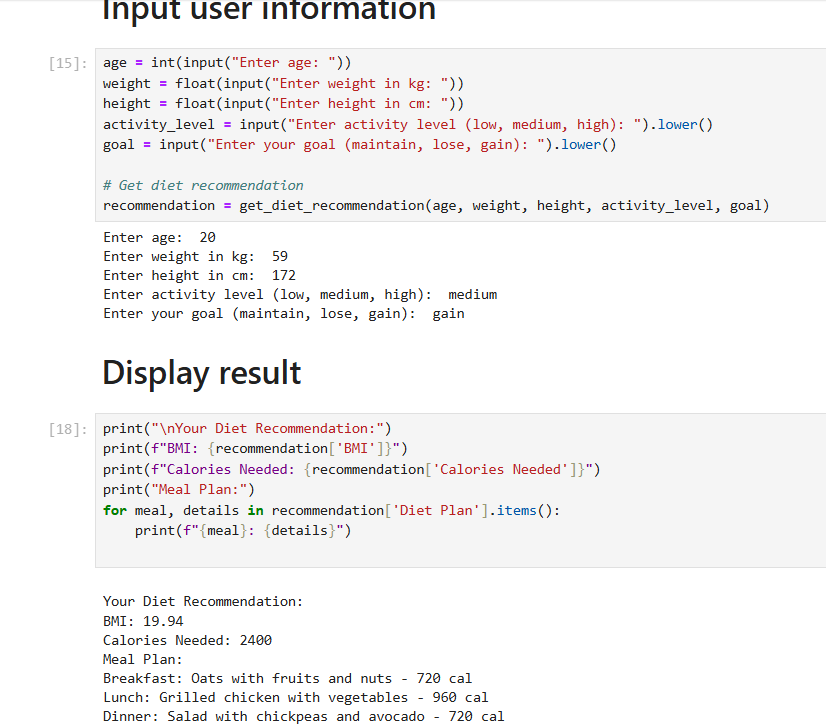 Input user information
[15]:
age = int(input("Enter age: "))
weight = float(input("Enter weight in kg: "))
height = float(input("Enter height in cm: "))
activity_level = input("Enter activity level (low, medium, high): ").lower()
goal = input("Enter your goal (maintain, lose, gain): ").lower()
# Get diet recommendation
recommendation = get_diet_recommendation(age, weight, height, activity_level, goal)
Enter age:  20
Enter weight in kg:  59
Enter height in cm:  172
Enter activity level (low, medium, high):  medium
Enter your goal (maintain, lose, gain):  gain
Display result
[18]:
print("\nYour Diet Recommendation:")
print(f"BMI: {recommendation['BMI']}")
print(f"Calories Needed: {recommendation['Calories Needed']}")
print("Meal Plan:")
for meal, details in recommendation['Diet Plan'].items():
    print(f"{meal}: {details}")
Your Diet Recommendation:
BMI: 19.94
Calories Needed: 2400
Meal Plan:
Breakfast: Oats with fruits and nuts - 720 cal
Lunch: Grilled chicken with vegetables - 960 cal
Dinner: Salad with chickpeas and avocado - 720 cal